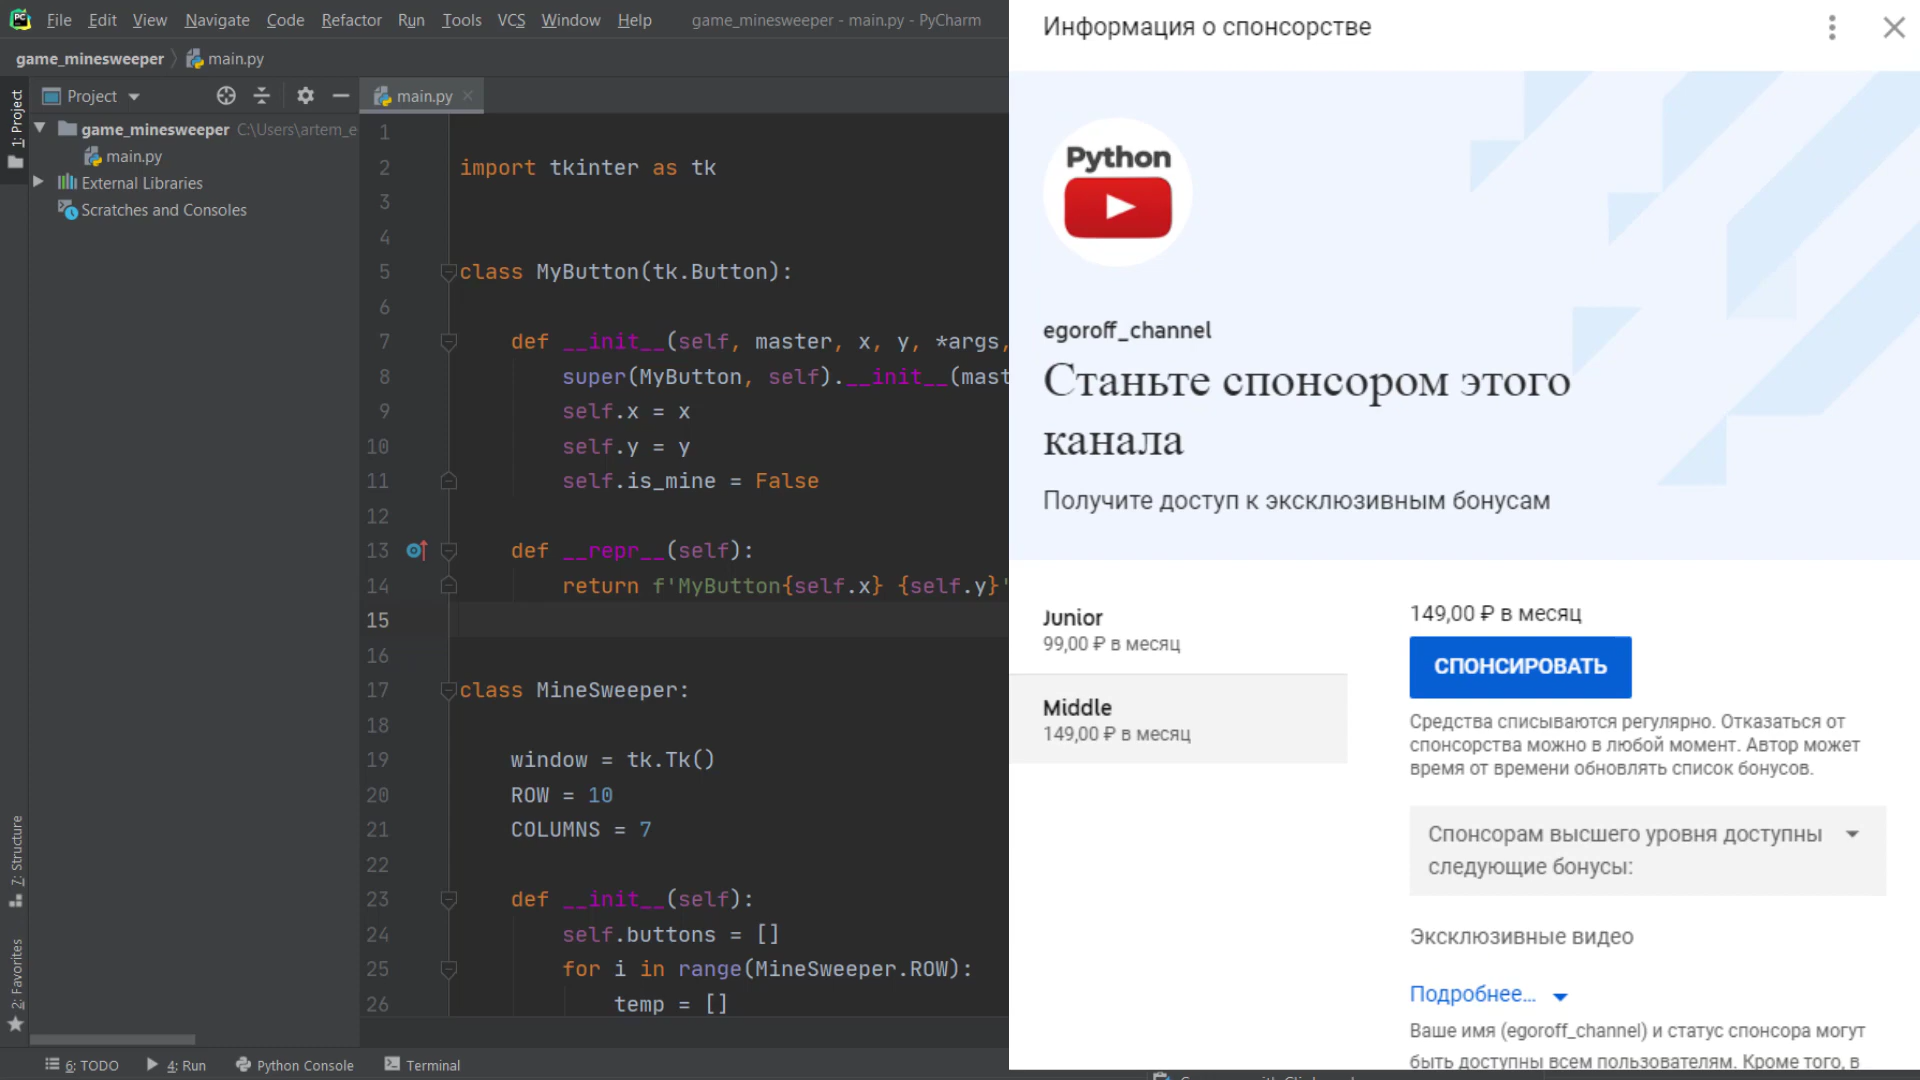 File Edit View Navigate Code Refactor Run Tools VCS Window Help game_minesweeper - main.py - PyCharm
game_minesweeper main.py
Project
main.py
1: Project
game_minesweeper C:\Users\artem_e
main.py
External Libraries
Scratches and Consoles
7: Structure
2: Favorites
1
2 import tkinter as tk
3
4
5 class MyButton(tk.Button):
6
7 def __init__(self, master, x, y, *args,
8 super(MyButton, self).__init__(mast
9 self.x = x
10 self.y = y
11 self.is_mine = False
12
13 def __repr__(self):
14 return f'MyButton{self.x} {self.y}'
15
16
17 class MineSweeper:
18
19 window = tk.Tk()
20 ROW = 10
21 COLUMNS = 7
22
23 def __init__(self):
24 self.buttons = []
25 for i in range(MineSweeper.ROW):
26 temp = []
6: TODO 4: Run Python Console Terminal
Информация о спонсорстве
Python
egoroff_channel
Станьте спонсором этого
канала
Получите доступ к эксклюзивным бонусам
Junior
99,00 ₽ в месяц
Middle
149,00 ₽ в месяц
149,00 ₽ в месяц
СПОНСИРОВАТЬ
Средства списываются регулярно. Отказаться от
спонсорства можно в любой момент. Автор может
время от времени обновлять список бонусов.
Спонсорам высшего уровня доступны
следующие бонусы:
Эксклюзивные видео
Подробнее...
Ваше имя (egoroff_channel) и статус спонсора могут
быть доступны всем пользователям. Кроме того, в